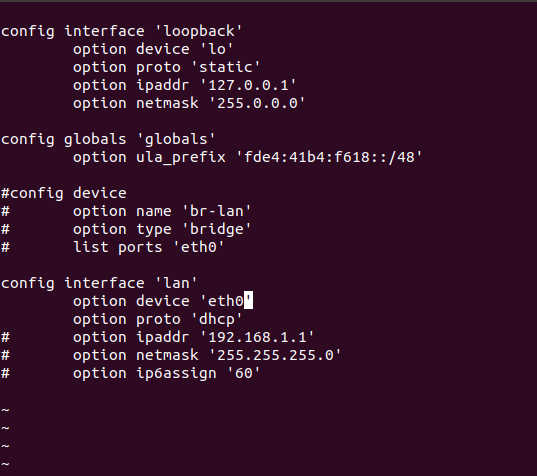 config interface 'loopback'
        option device 'lo'
        option proto 'static'
        option ipaddr '127.0.0.1'
        option netmask '255.0.0.0'

config globals 'globals'
        option ula_prefix 'fde4:41b4:f618::/48'

#config device
#       option name 'br-lan'
#       option type 'bridge'
#       list ports 'eth0'

config interface 'lan'
        option device 'eth0'
        option proto 'dhcp'
#       option ipaddr '192.168.1.1'
#       option netmask '255.255.255.0'
#       option ip6assign '60'

~
~
~
~